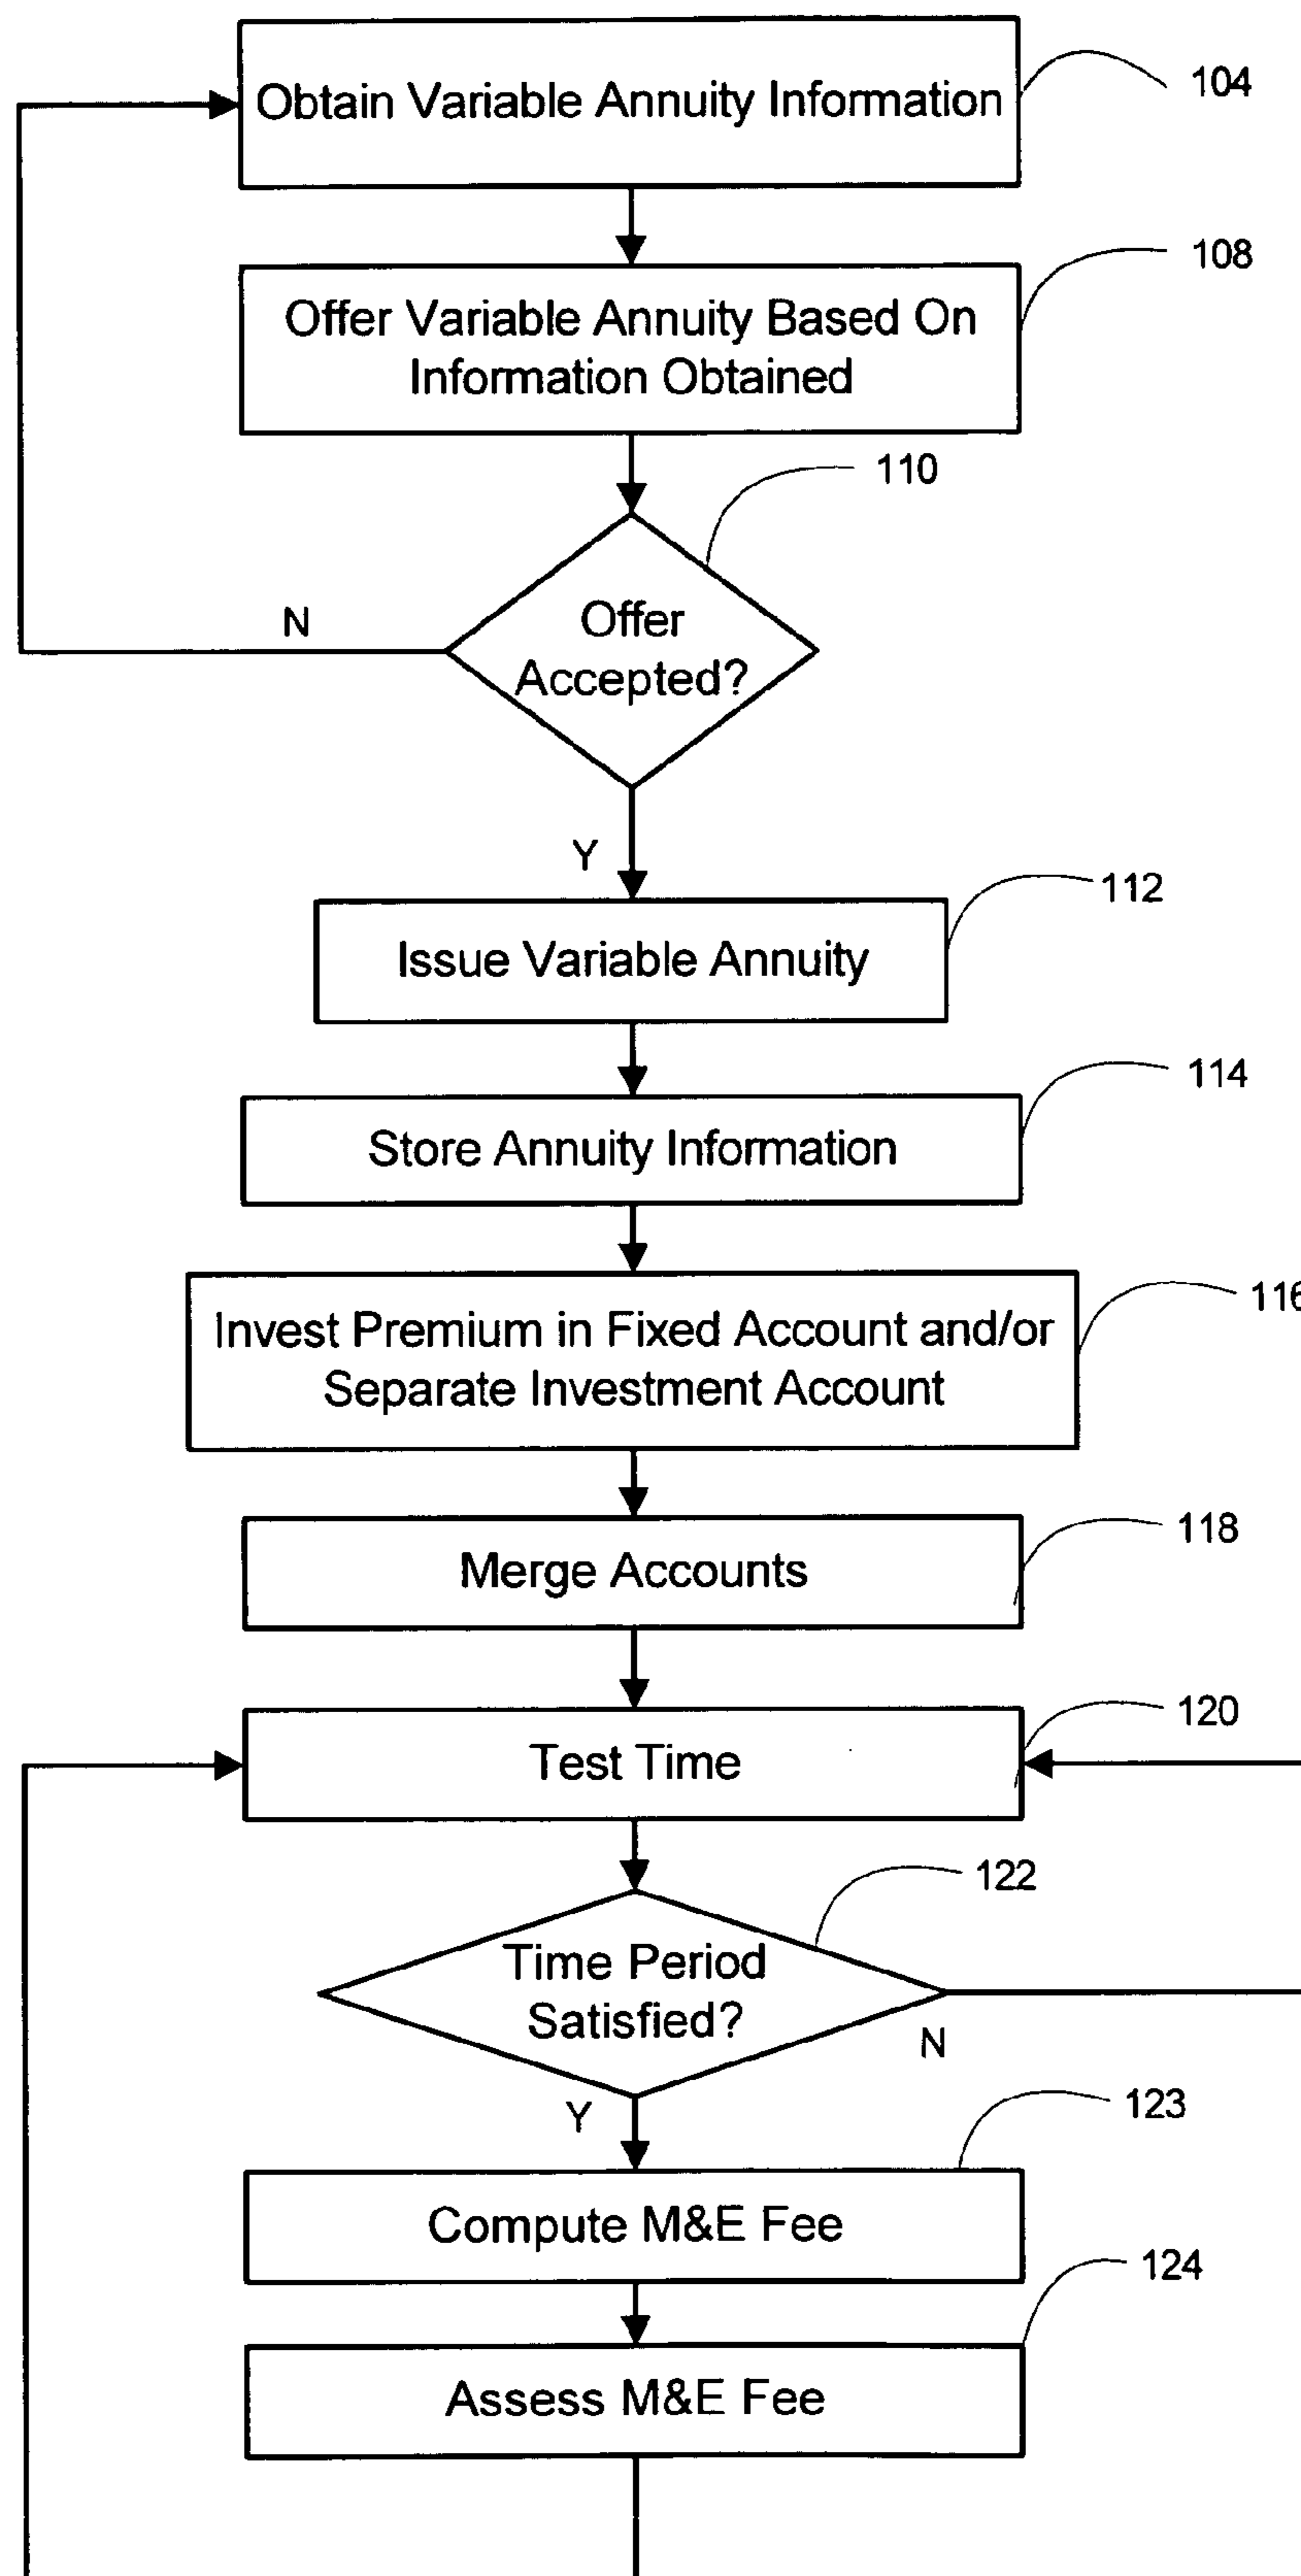 Obtain Variable Annuity Information
104
Offer Variable Annuity Based On
Information Obtained
108
110
Offer
Accepted?
N
Y
Issue Variable Annuity
112
Store Annuity Information
114
Invest Premium in Fixed Account and/or
Separate Investment Account
116
Merge Accounts
118
Test Time
120
Time Period
Satisfied?
122
N
Y
123
Compute M&E Fee
124
Assess M&E Fee